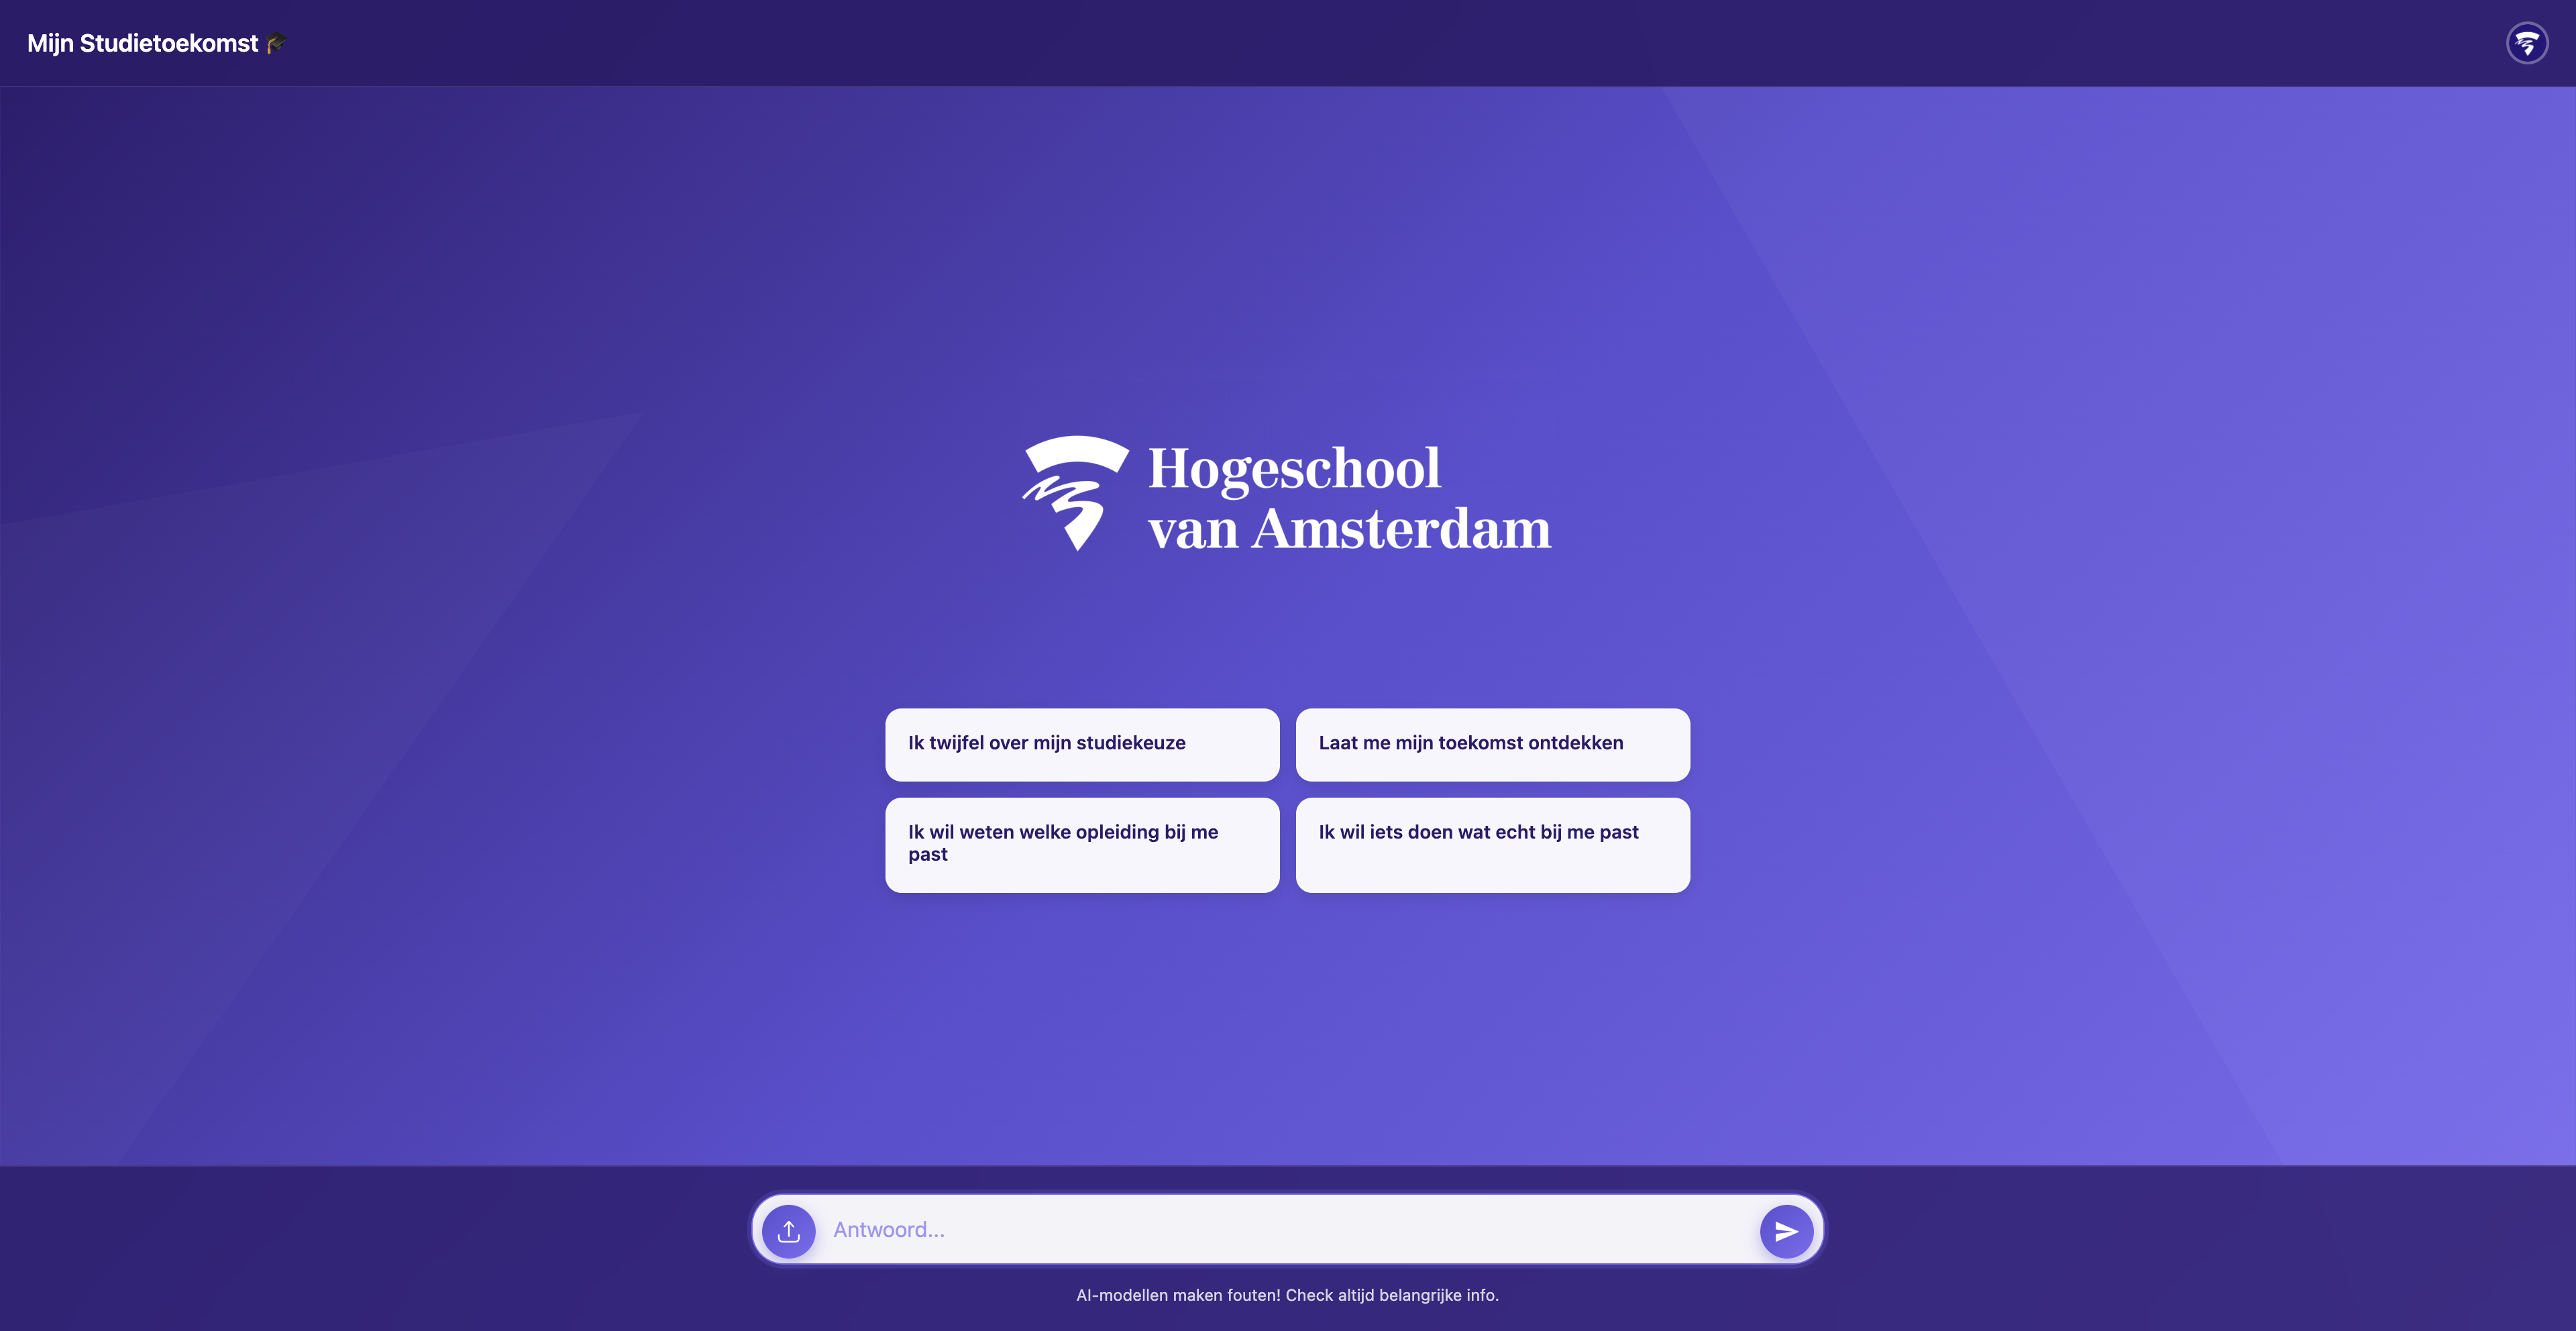 Mijn Studietoekomst 🎓
Hogeschool
van Amsterdam
Ik twijfel over mijn studiekeuze
Laat me mijn toekomst ontdekken
Ik wil weten welke opleiding bij me
past
Ik wil iets doen wat echt bij me past
Antwoord...
AI-modellen maken fouten! Check altijd belangrijke info.